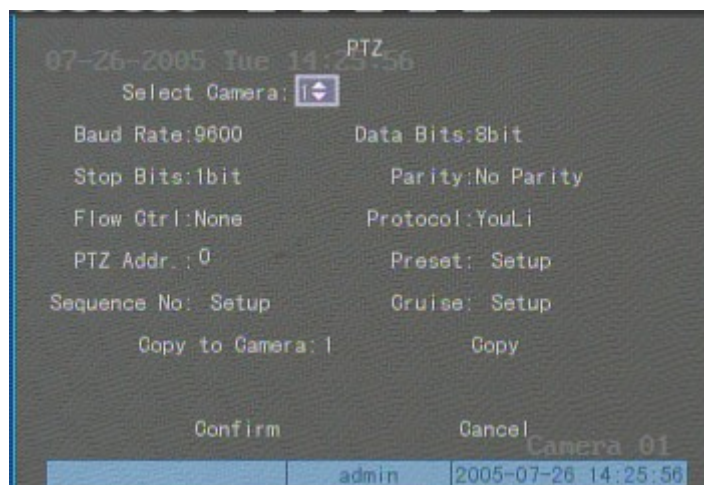 PTZ
07-26-2005 Tue 14:25:56
Select Camera: 1
Baud Rate:9600 Data Bits:8bit
Stop Bits:1bit Parity:No Parity
Flow Ctrl:None Protocol:YouLi
PTZ Addr.:0 Preset: Setup
Sequence No: Setup Cruise: Setup
Copy to Camera:1 Copy
Confirm Cancel
Camera 01
admin 2005-07-26 14:25:56